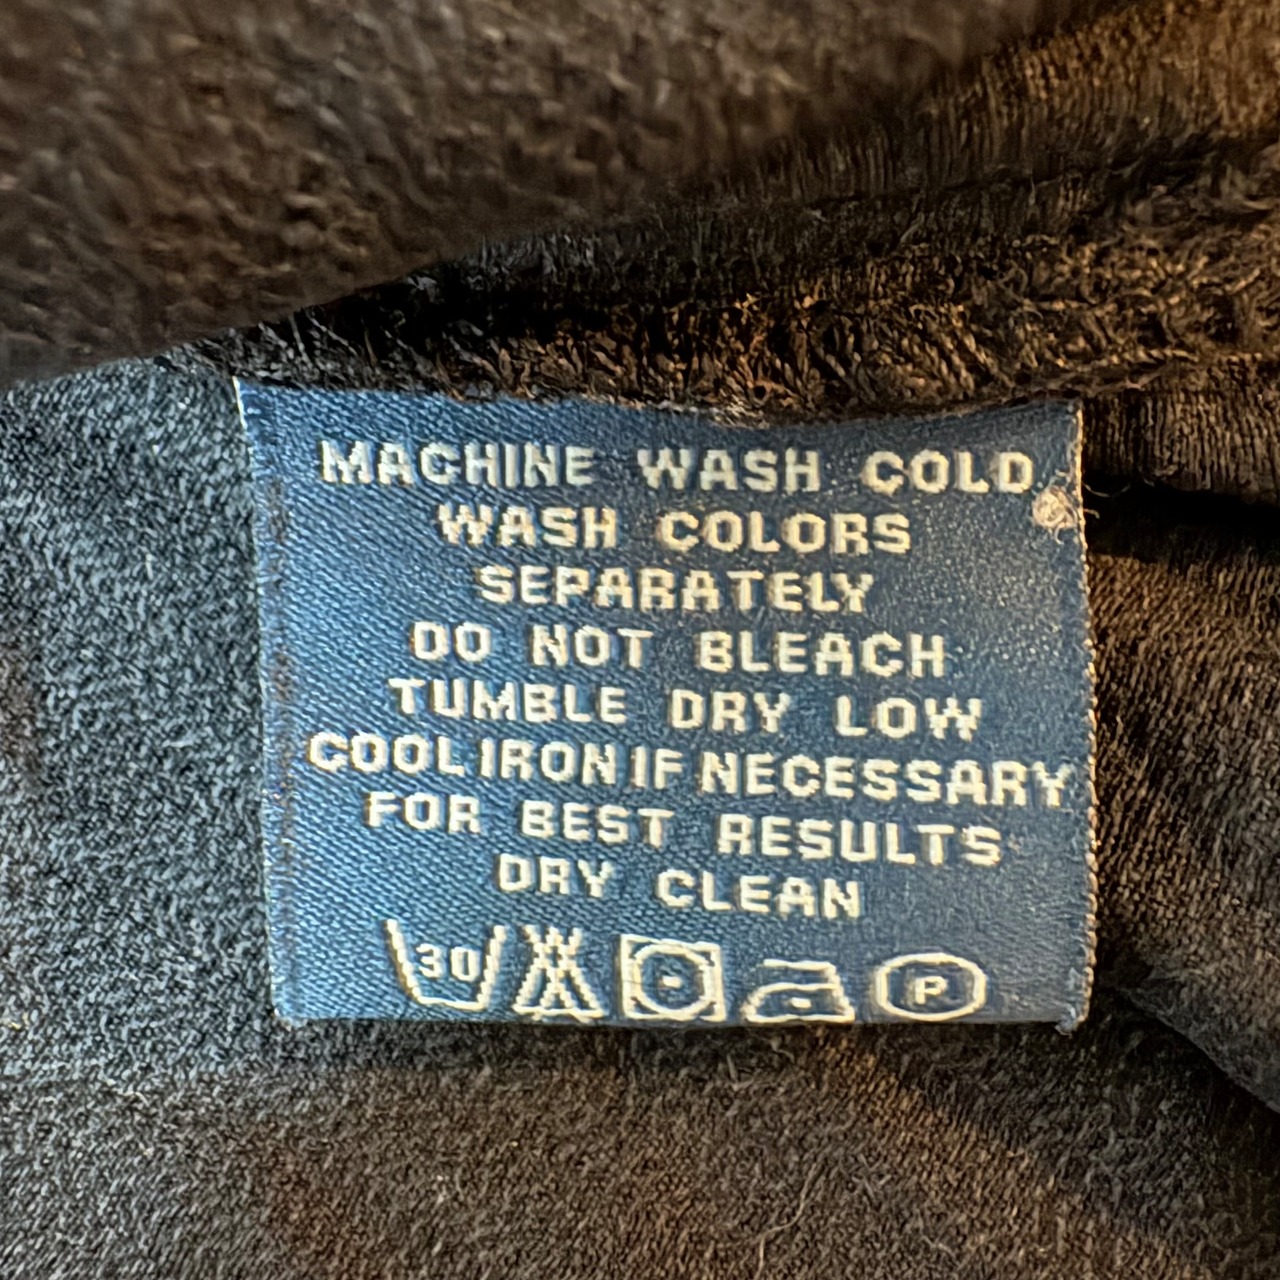 MACHINE WASH COLD
WASH COLORS
SEPARATELY
DO NOT BLEACH
TUMBLE DRY LOW
COOL IRON IF NECESSARY
FOR BEST RESULTS
DRY CLEAN
30 P